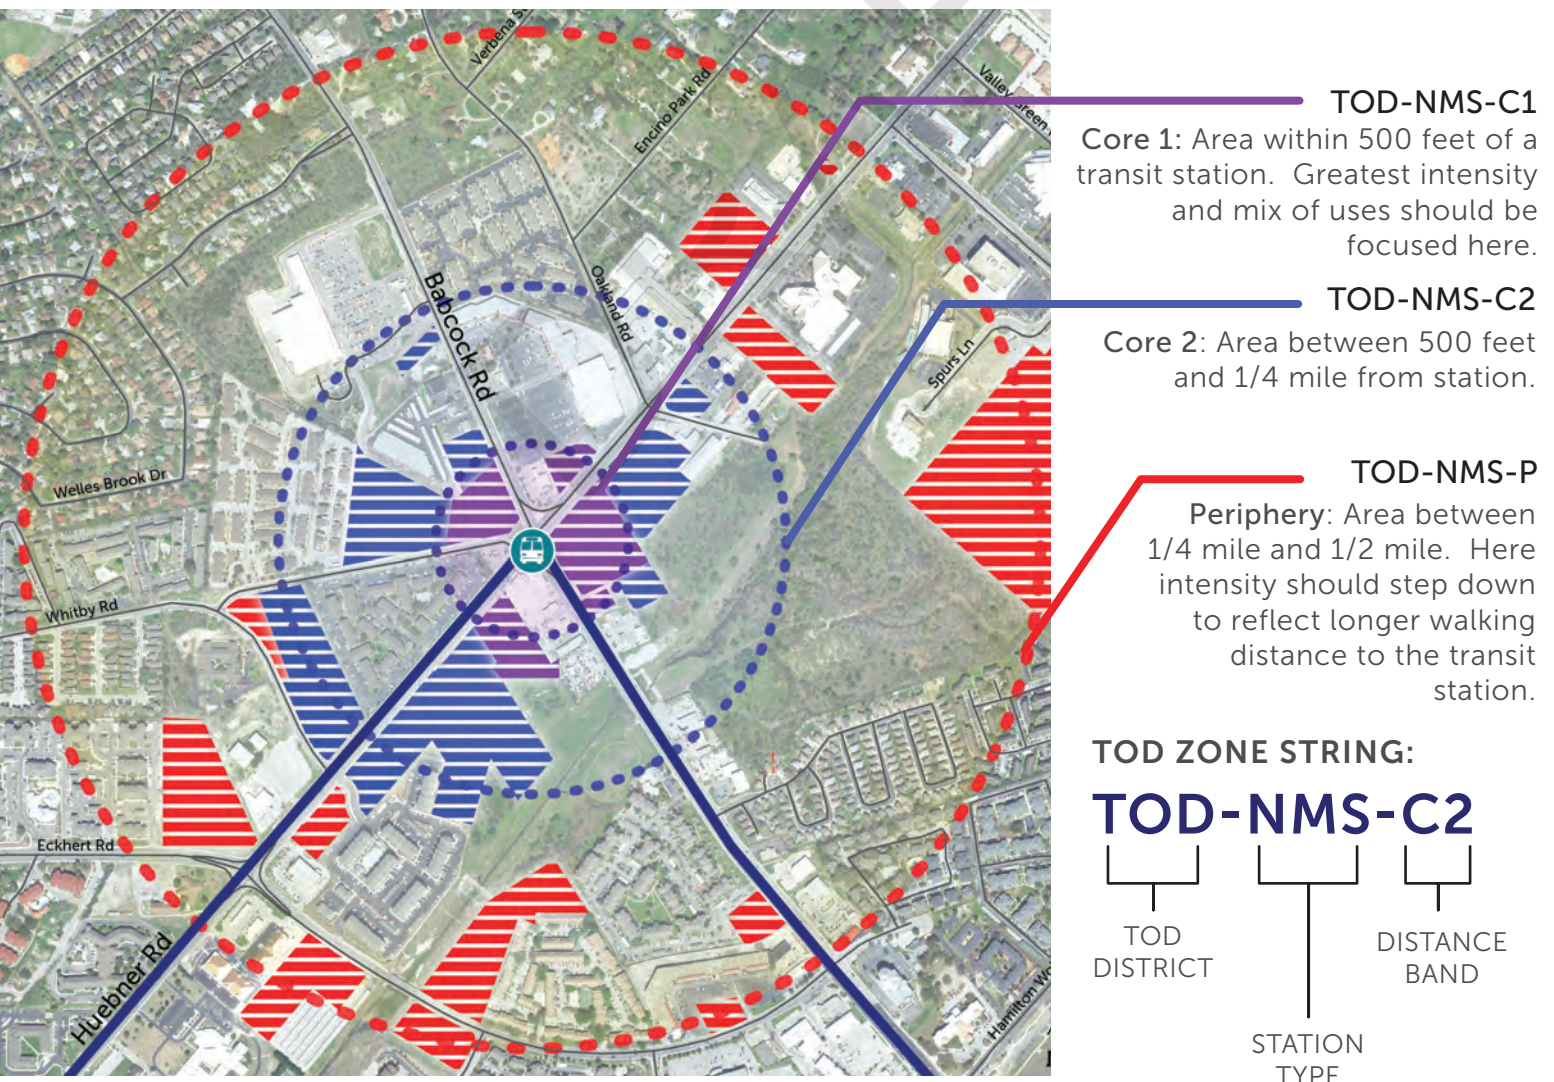 Verbena
Encino Park Rd
Valley Green
Babcock Rd
Oakland Rd
Spurs Ln
Welles Brook Dr
Whitby Rd
Eckhert Rd
Huebner Rd
Hamilton
TOD-NMS-C1
Core 1: Area within 500 feet of a
transit station. Greatest intensity
and mix of uses should be
focused here.
TOD-NMS-C2
Core 2: Area between 500 feet
and 1/4 mile from station.
TOD-NMS-P
Periphery: Area between
1/4 mile and 1/2 mile. Here
intensity should step down
to reflect longer walking
distance to the transit
station.
TOD ZONE STRING:
TOD-NMS-C2
TOD
DISTRICT
DISTANCE
BAND
STATION
TYPE